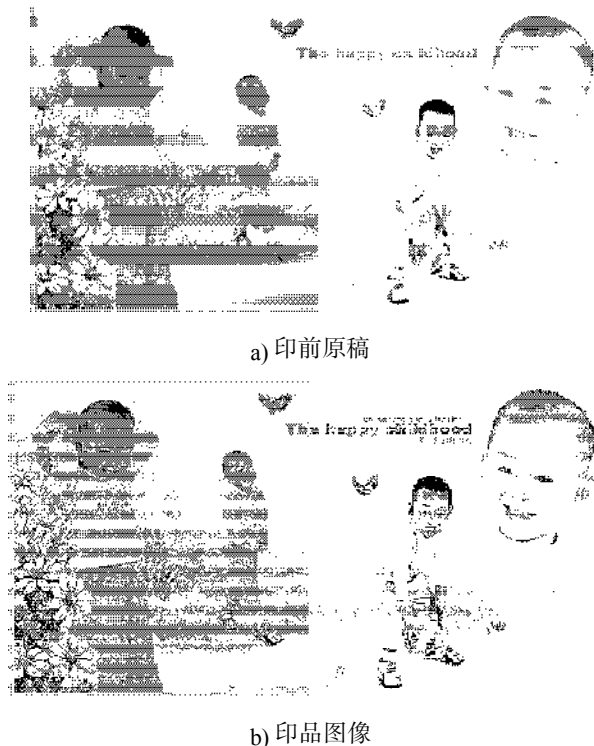 The happy childhood
a) 印前原稿
The happy childhood
b) 印品图像